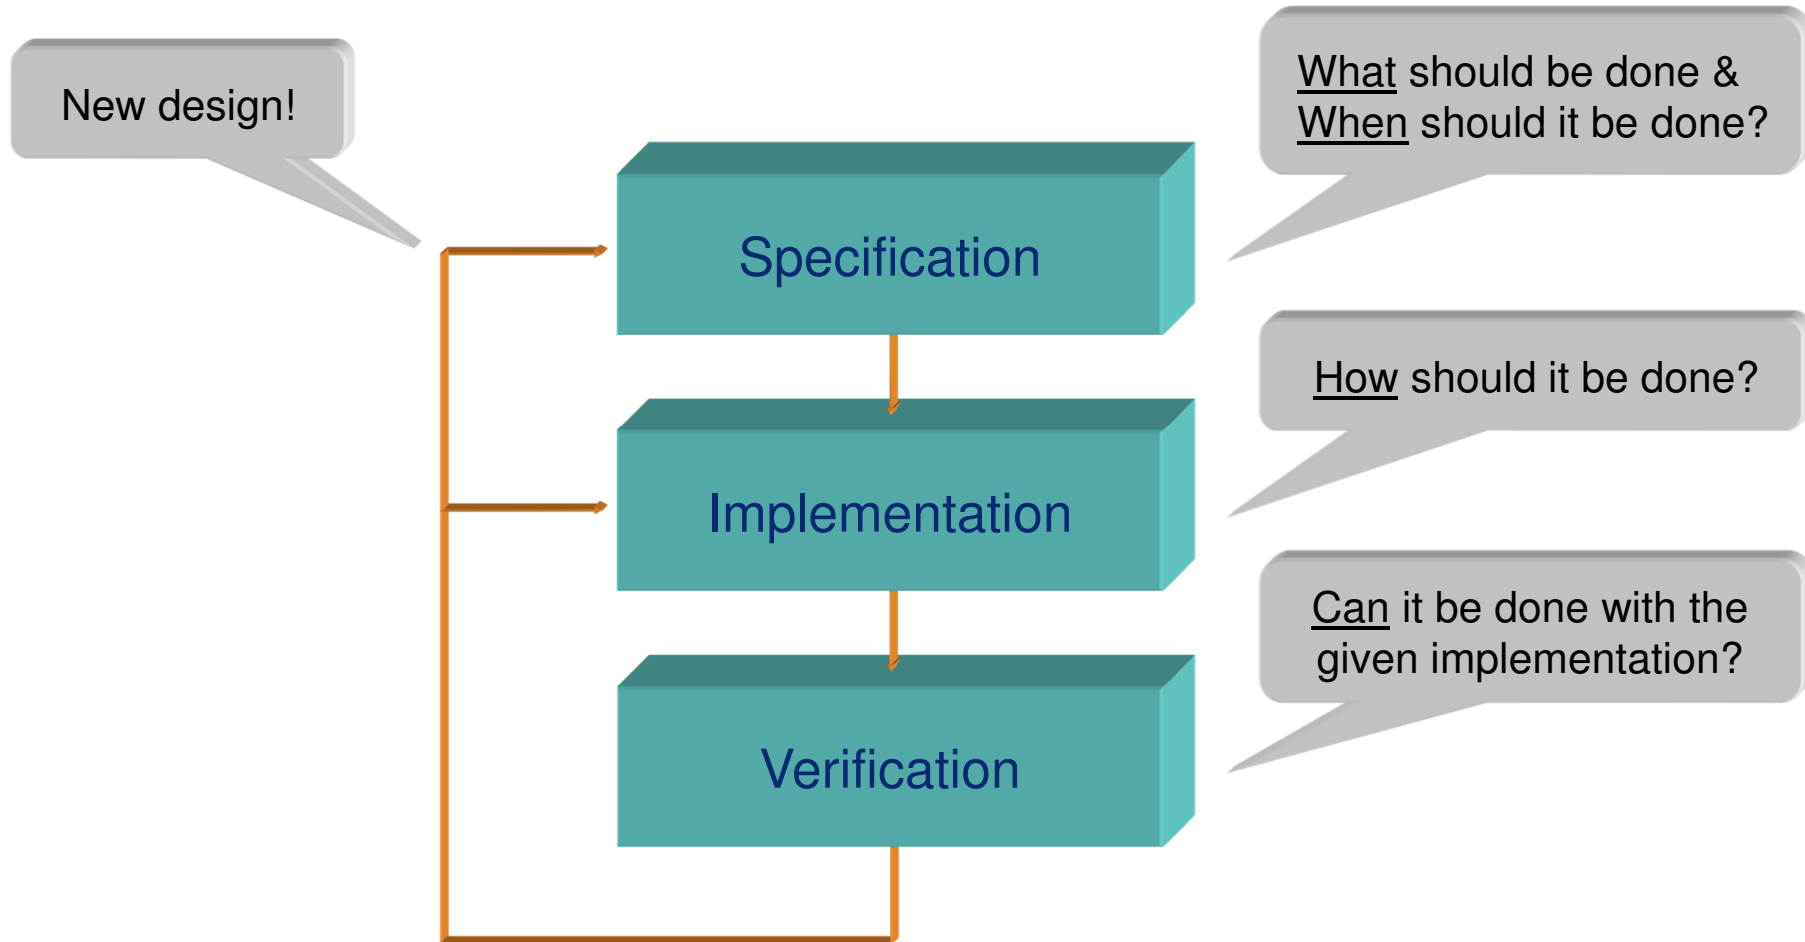 New design!
What should be done &
When should it be done?
Specification
How should it be done?
Implementation
Can it be done with the
given implementation?
Verification